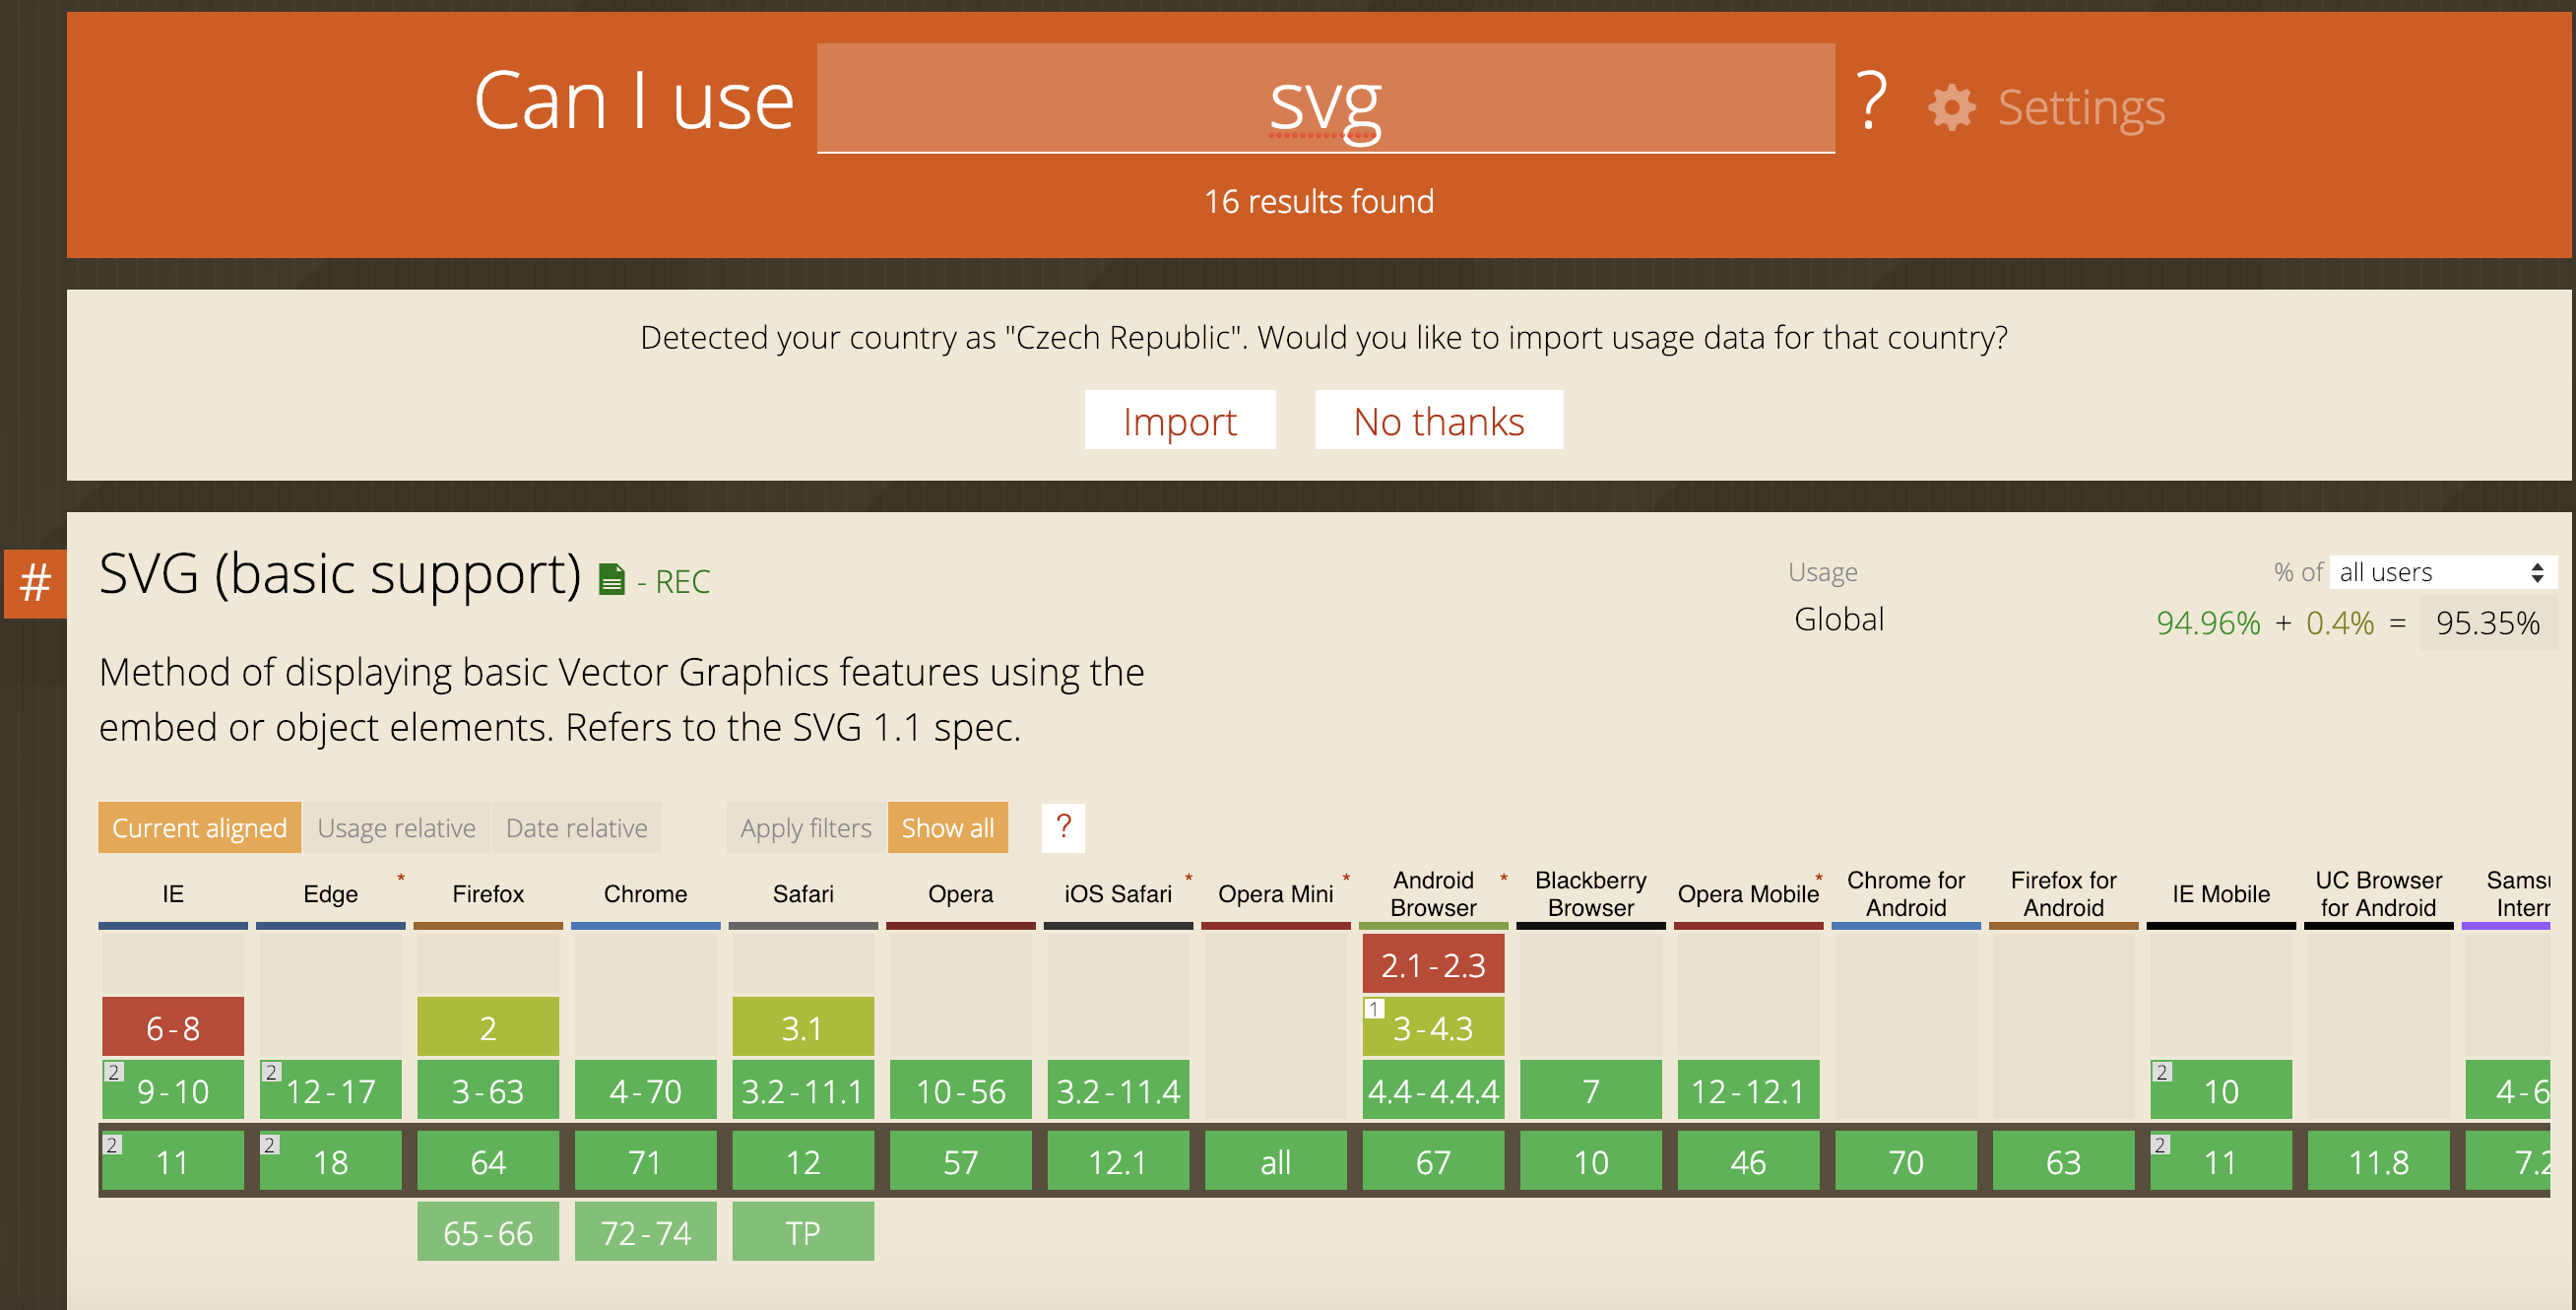 Can I use svg ? Settings
16 results found
Detected your country as "Czech Republic". Would you like to import usage data for that country?
Import No thanks
# SVG (basic support) - REC
Usage % of all users
Global 94.96% + 0.4% = 95.35%
Method of displaying basic Vector Graphics features using the
embed or object elements. Refers to the SVG 1.1 spec.
Current aligned Usage relative Date relative Apply filters Show all ?
IE Edge * Firefox Chrome Safari Opera iOS Safari * Opera Mini * Android Browser * Blackberry Browser Opera Mobile * Chrome for Android Firefox for Android IE Mobile UC Browser for Android
2.1-2.3
6-8 2 3.1 1 3-4.3
2 9-10 2 12-17 3-63 4-70 3.2-11.1 10-56 3.2-11.4 4.4-4.4.4 7 12-12.1 2 10 4-6
2 11 2 18 64 71 12 57 12.1 all 67 10 46 70 63 2 11 11.8 7.2
65-66 72-74 TP